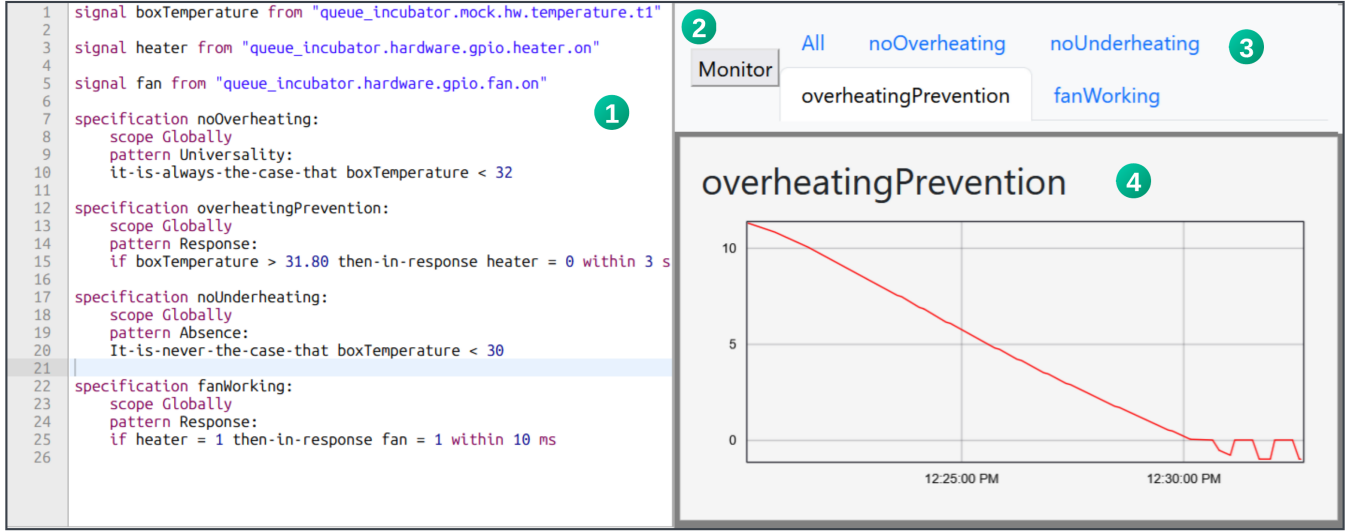 1 signal boxTemperature from "queue_incubator.mock.hw.temperature.t1"
2
3 signal heater from "queue_incubator.hardware.gpio.heater.on"
4
5 signal fan from "queue_incubator.hardware.gpio.fan.on"
6
7 specification noOverheating:
8     scope Globally
9     pattern Universality:
10     it-is-always-the-case-that boxTemperature < 32
11
12 specification overheatingPrevention:
13     scope Globally
14     pattern Response:
15     if boxTemperature > 31.80 then-in-response heater = 0 within 3 s
16
17 specification noUnderheating:
18     scope Globally
19     pattern Absence:
20     It-is-never-the-case-that boxTemperature < 30
21
22 specification fanWorking:
23     scope Globally
24     pattern Response:
25     if heater = 1 then-in-response fan = 1 within 10 ms
26
1
2
Monitor
All noOverheating noUnderheating
3
overheatingPrevention fanWorking
overheatingPrevention
4
10
5
0
12:25:00 PM 12:30:00 PM